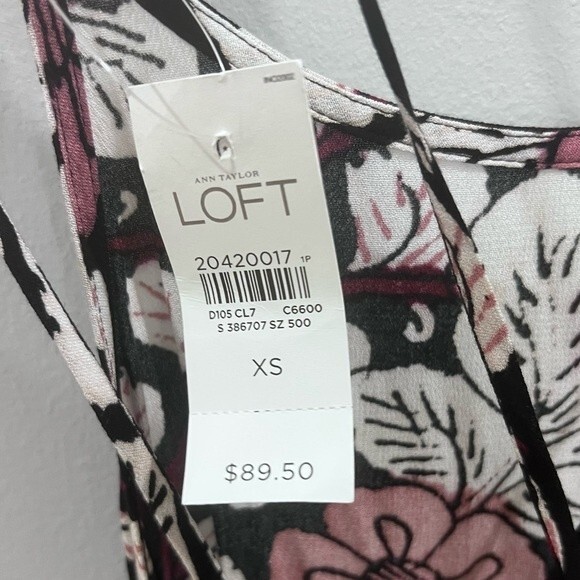 ANN TAYLOR
LOFT
20420017 1P
D105 CL7 C6600
S 386707 SZ 500
XS
$89.50